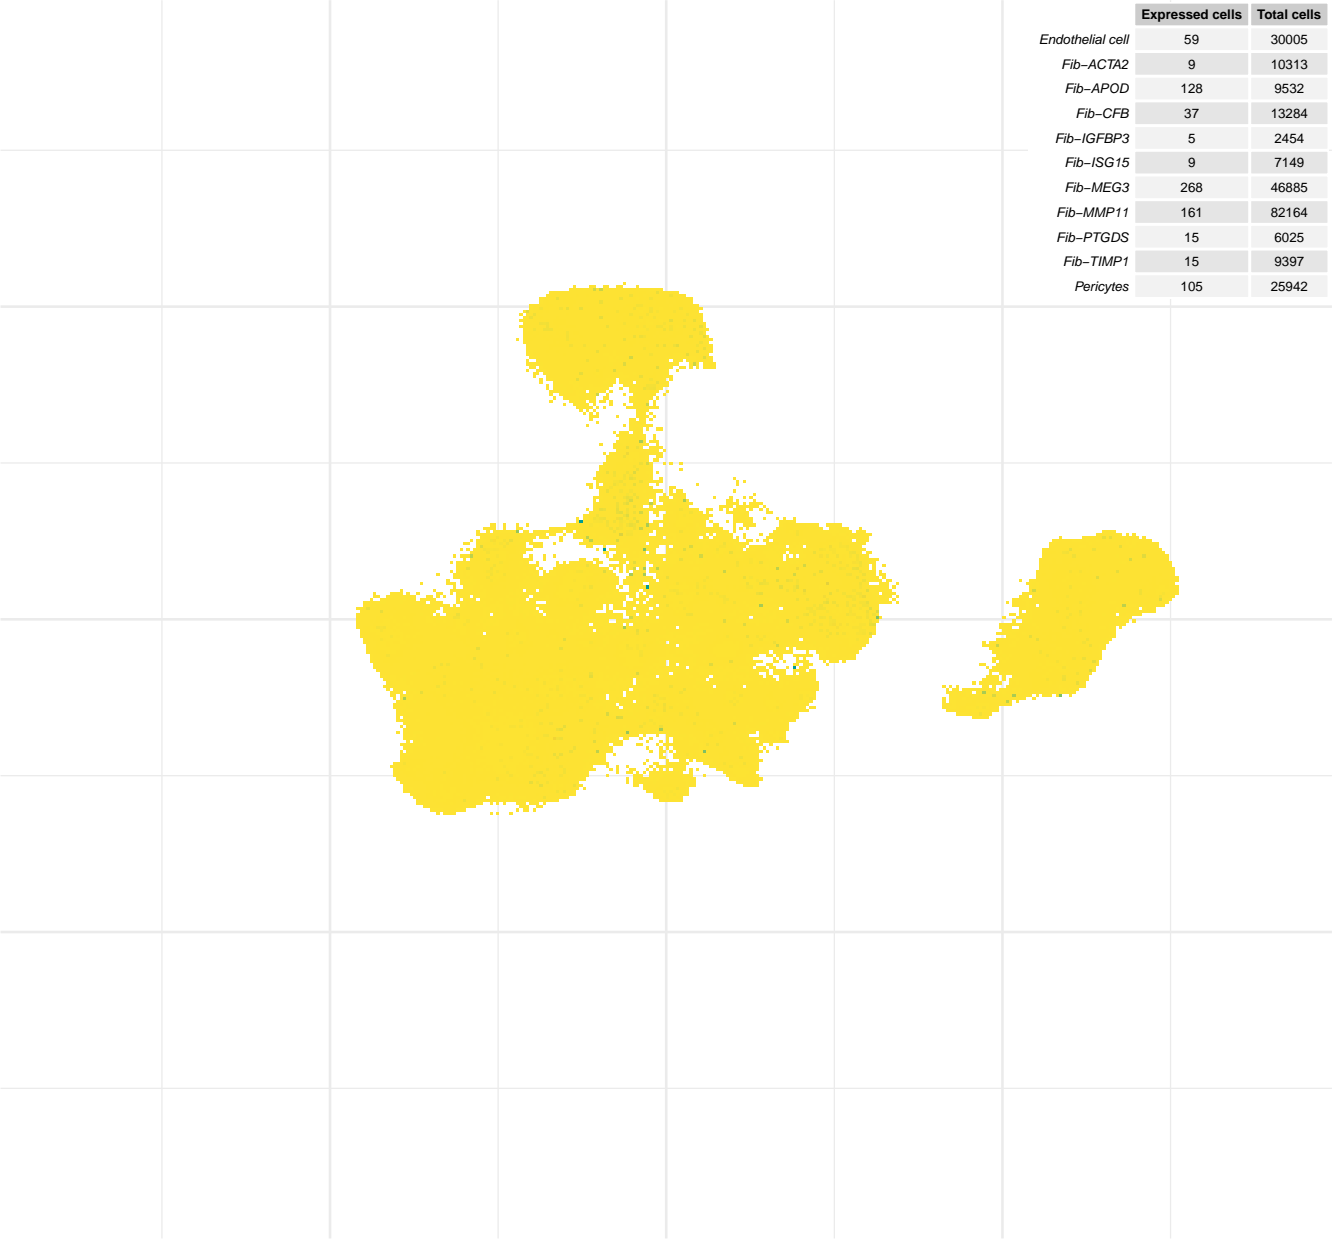 Expressed cells Total cells
Endothelial cell 59 30005
Fib−ACTA2 9 10313
Fib−APOD 128 9532
Fib−CFB 37 13284
Fib−IGFBP3 5 2454
Fib−ISG15 9 7149
Fib−MEG3 268 46885
Fib−MMP11 161 82164
Fib−PTGDS 15 6025
Fib−TIMP1 15 9397
Pericytes 105 25942